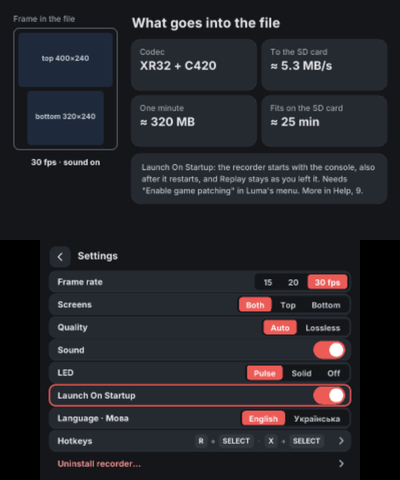 Frame in the file
top 400×240
bottom 320×240
30 fps · sound on
What goes into the file
Codec
XR32 + C420
To the SD card
≈ 5.3 MB/s
One minute
≈ 320 MB
Fits on the SD card
≈ 25 min
Launch On Startup: the recorder starts with the console, also
after it restarts, and Replay stays as you left it. Needs
"Enable game patching" in Luma's menu. More in Help, 9.
Settings
Frame rate 15 20 30 fps
Screens Both Top Bottom
Quality Auto Lossless
Sound
LED Pulse Solid Off
Launch On Startup
Language · Мова English Українська
Hotkeys R + SELECT · X + SELECT
Uninstall recorder...